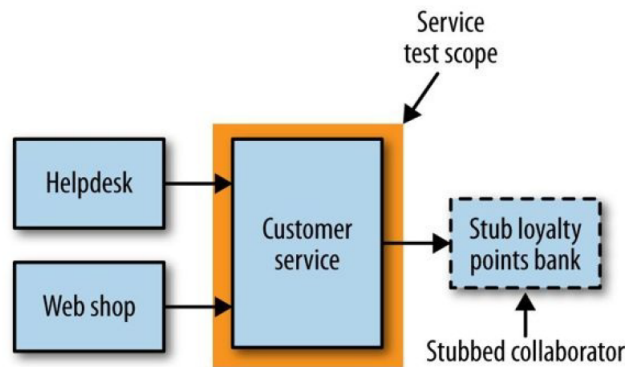 Service
test scope
Helpdesk
Customer
service
Web shop
Stub loyalty
points bank
Stubbed collaborator